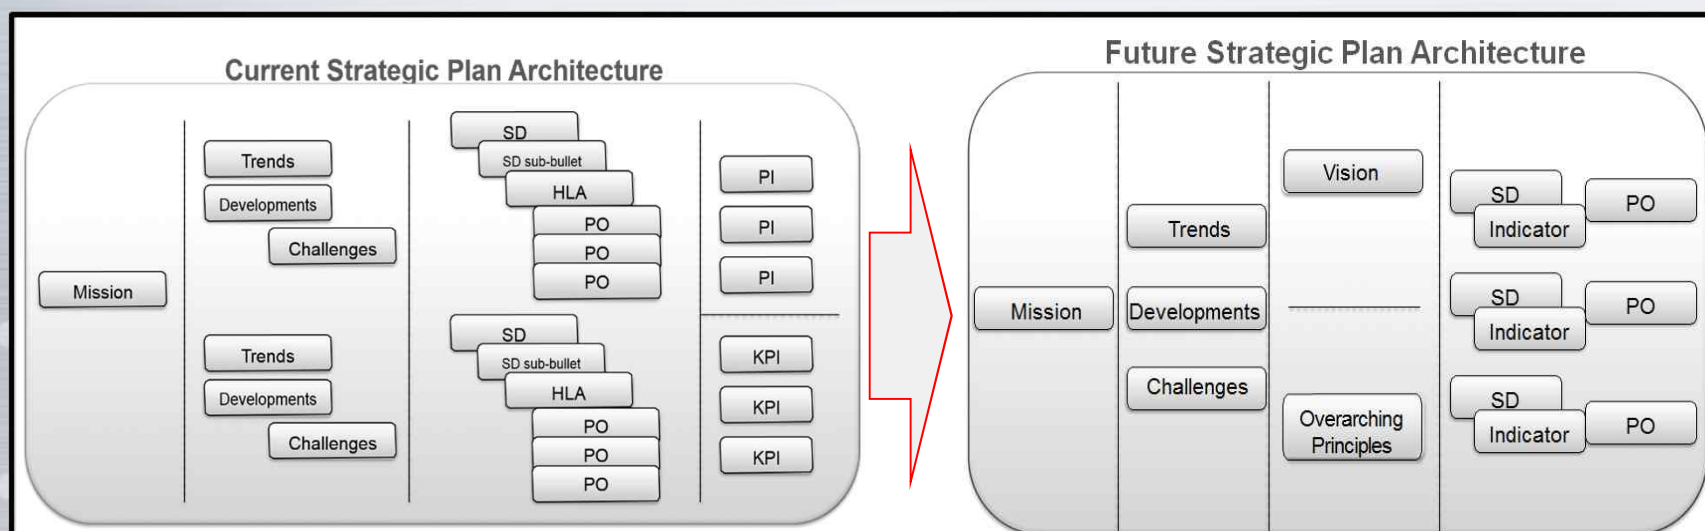 Current Strategic Plan Architecture
Mission
Trends
Developments
Challenges
Trends
Developments
Challenges
SD
SD sub-bullet
HLA
PO
PO
PO
SD
SD sub-bullet
HLA
PO
PO
PO
PI
PI
PI
KPI
KPI
KPI
Future Strategic Plan Architecture
Mission
Trends
Developments
Challenges
Vision
Overarching
Principles
SD
Indicator
PO
SD
Indicator
PO
SD
Indicator
PO